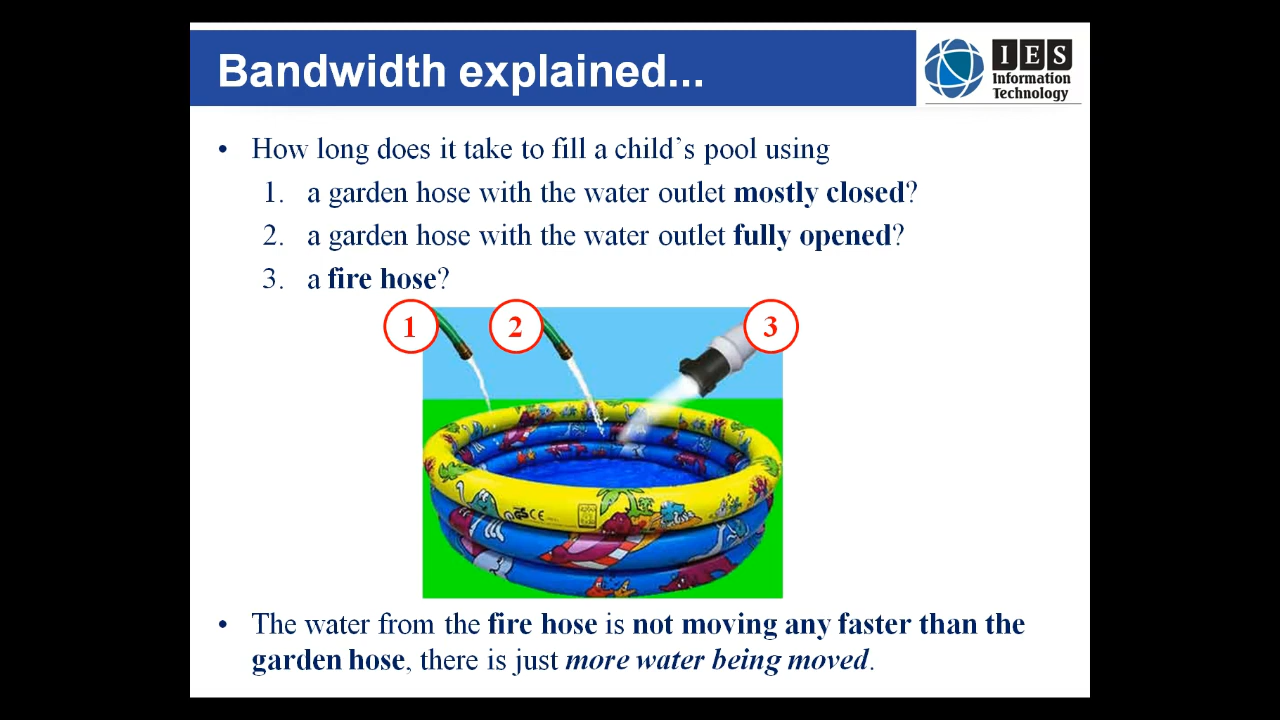 Bandwidth explained...
IES
Information
Technology
• How long does it take to fill a child's pool using
1. a garden hose with the water outlet mostly closed?
2. a garden hose with the water outlet fully opened?
3. a fire hose?
1 2 3
CE
• The water from the fire hose is not moving any faster than the
garden hose, there is just more water being moved.